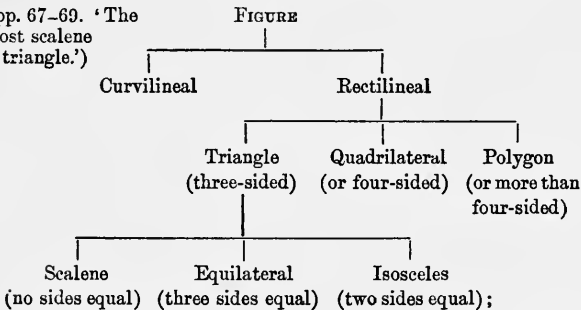 pp. 67–69. ‘The
ost scalene
triangle.’)
FIGURE
Curvilineal Rectilineal
Triangle Quadrilateral Polygon
(three-sided) (or four-sided) (or more than
four-sided)
Scalene Equilateral Isosceles
(no sides equal) (three sides equal) (two sides equal);